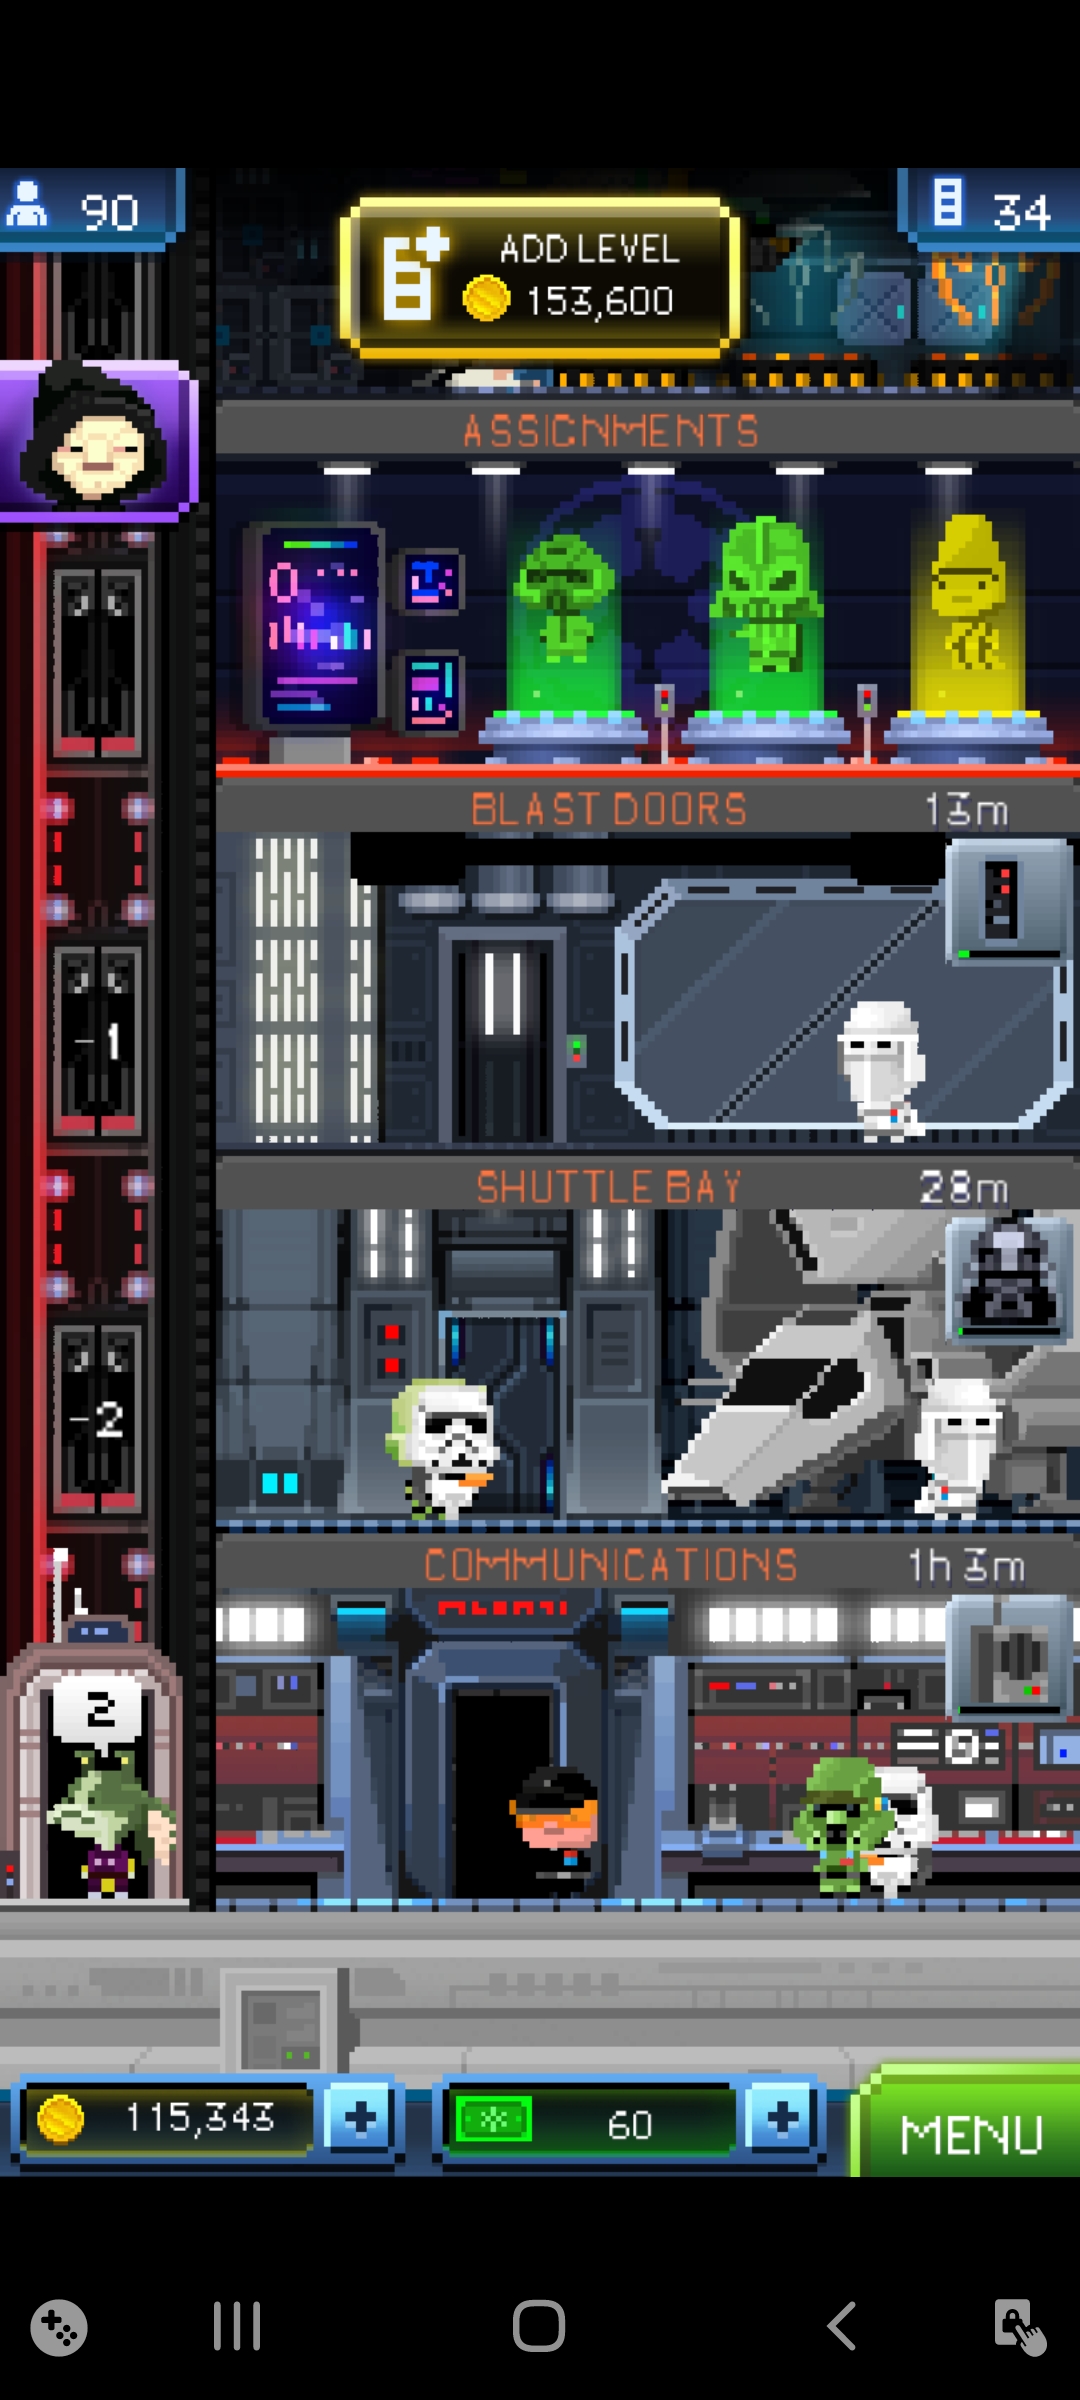 90
ADD LEVEL
153,600
34
ASSIGNMENTS
BLAST DOORS 13m
-1
SHUTTLE BAY 28m
-2
COMMUNICATIONS 1h 3m
2
115,343
60
MENU